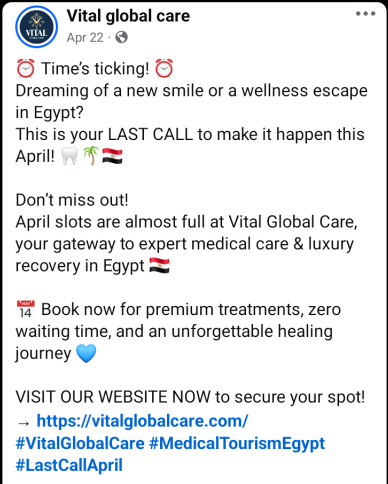 VITAL
Vital global care
Apr 22 ·
⏰ Time's ticking! ⏰
Dreaming of a new smile or a wellness escape
in Egypt?
This is your LAST CALL to make it happen this
April! 🦷🌴🇪🇬
Don't miss out!
April slots are almost full at Vital Global Care,
your gateway to expert medical care & luxury
recovery in Egypt 🇪🇬
📅 Book now for premium treatments, zero
waiting time, and an unforgettable healing
journey 💙
VISIT OUR WEBSITE NOW to secure your spot!
→ https://vitalglobalcare.com/
#VitalGlobalCare #MedicalTourismEgypt
#LastCallApril